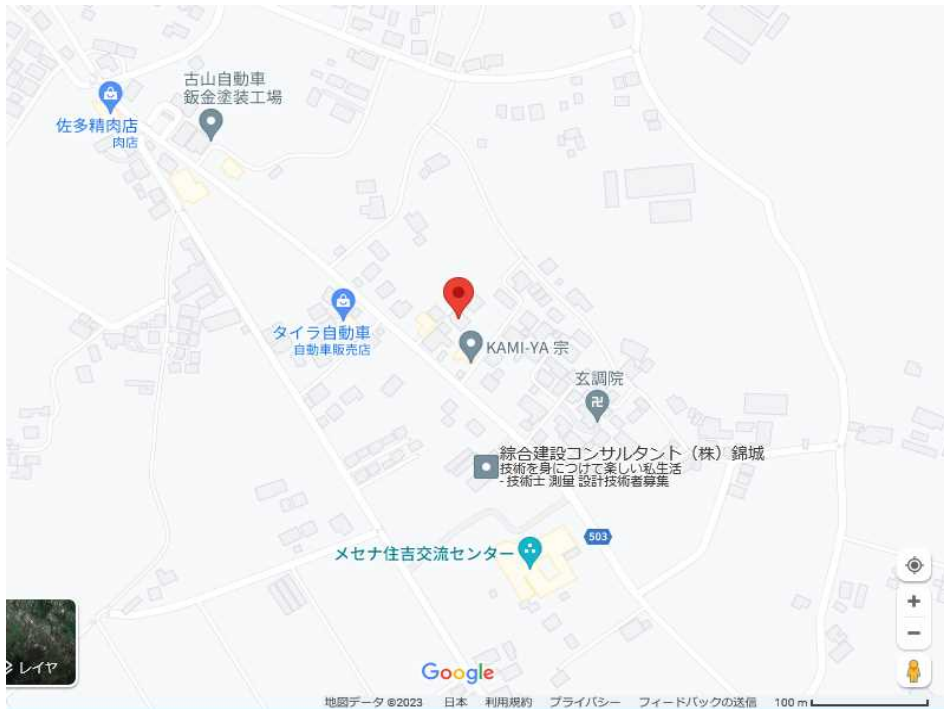 古山自動車
鈑金塗装工場
佐多精肉店
肉店
タイラ自動車
自動車販売店
KAMI-YA 宗
玄調院
卍
綜合建設コンサルタント（株）錦城
技術を身につけて楽しい私生活
- 技術士 測量 設計技術者募集
503
メセナ住吉交流センター
レイヤ
Google
地図データ ©2023 日本 利用規約 プライバシー フィードバックの送信 100 m